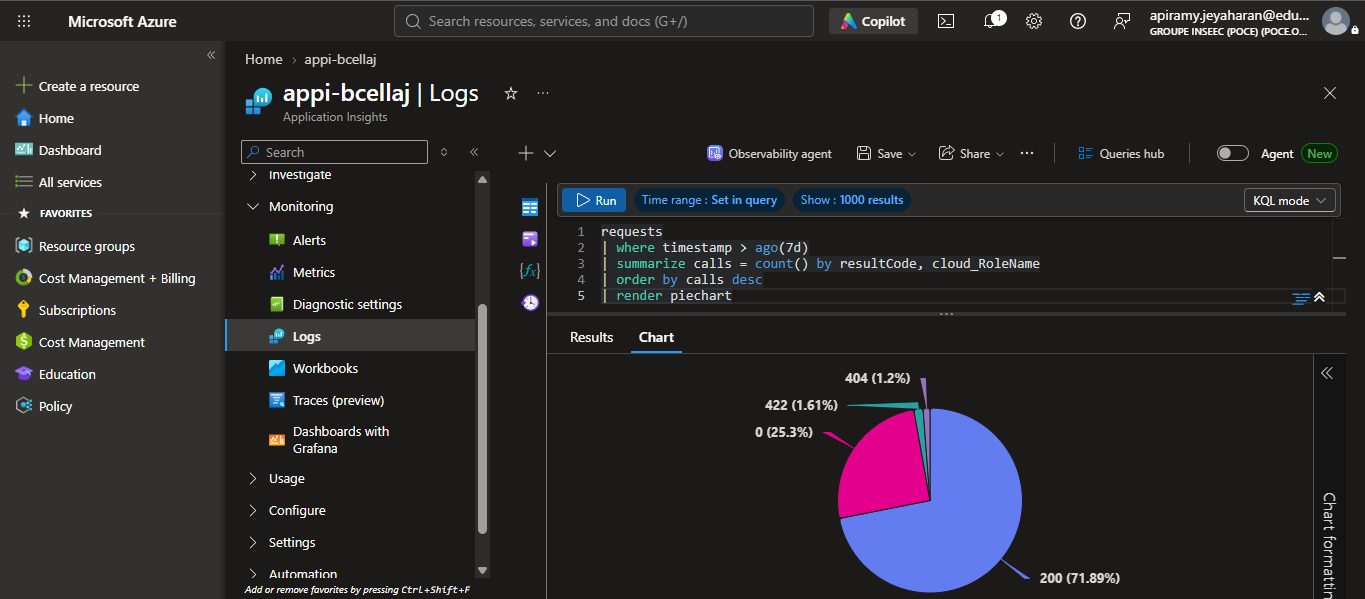 Microsoft Azure
Search resources, services, and docs (G+/)
Copilot
1
apiramy.jeyaharan@edu...
GROUPE INSEEC (POCE) (POCE.O...
Create a resource
Home
Dashboard
All services
FAVORITES
Resource groups
Cost Management + Billing
Subscriptions
Cost Management
Education
Policy
Home > appi-bcellaj
appi-bcellaj | Logs
Application Insights
Search
Investigate
Monitoring
Alerts
Metrics
Diagnostic settings
Logs
Workbooks
Traces (preview)
Dashboards with
Grafana
Usage
Configure
Settings
Automation
Add or remove favorites by pressing Ctrl+Shift+F
Observability agent
Save
Share
Queries hub
Agent New
Run
Time range : Set in query
Show : 1000 results
KQL mode
1 requests
2 | where timestamp > ago(7d)
3 | summarize calls = count() by resultCode, cloud_RoleName
4 | order by calls desc
5 | render piechart
Results
Chart
404 (1.2%)
422 (1.61%)
0 (25.3%)
200 (71.89%)
Chart formattin